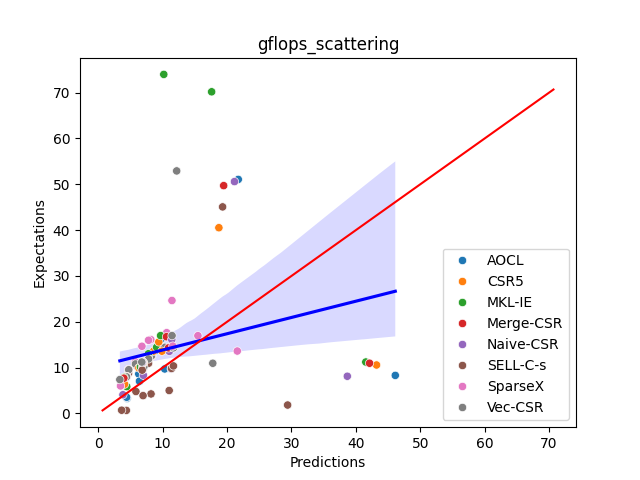 gflops_scattering
Expectations
70
60
50
40
30
20
10
0
0 10 20 30 40 50 60 70
Predictions
AOCL
CSR5
MKL-IE
Merge-CSR
Naive-CSR
SELL-C-s
SparseX
Vec-CSR